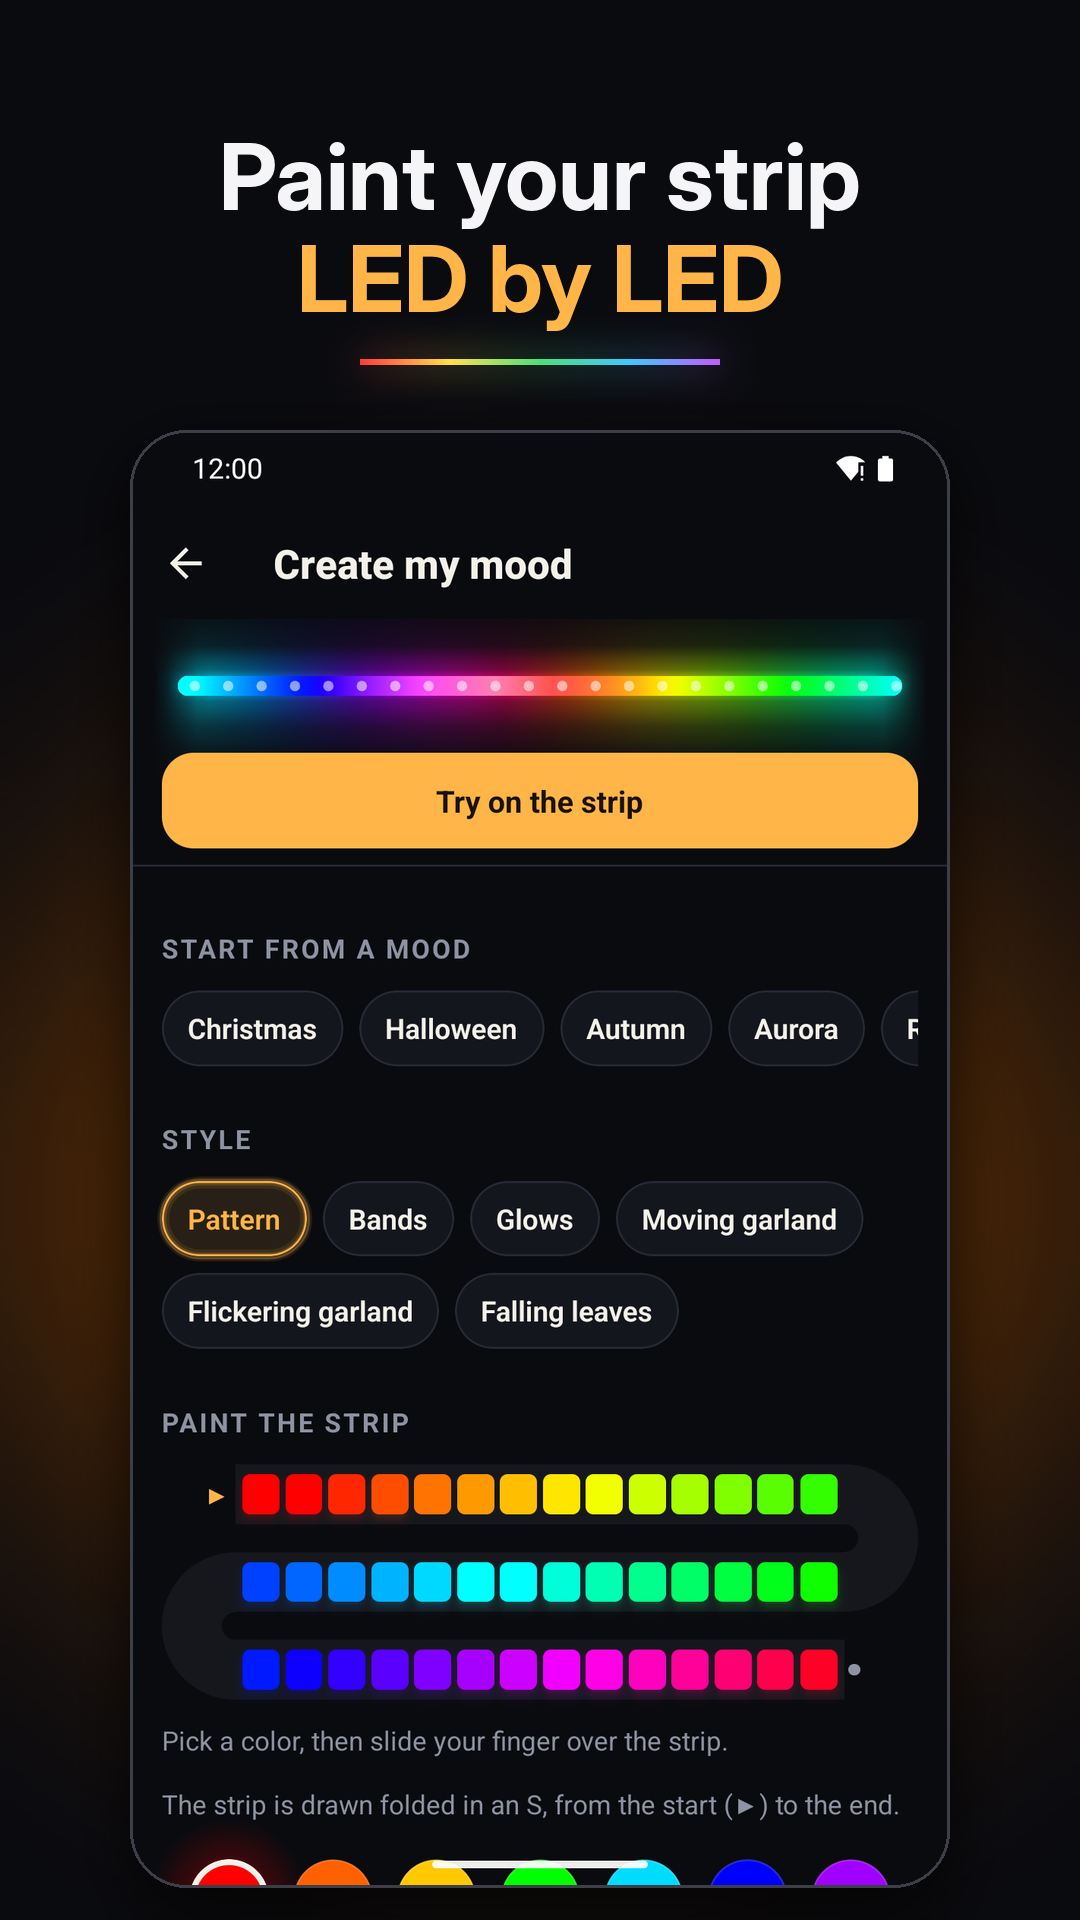 Paint your strip
LED by LED
12:00
Create my mood
Try on the strip
START FROM A MOOD
Christmas Halloween Autumn Aurora
STYLE
Pattern Bands Glows Moving garland
Flickering garland Falling leaves
PAINT THE STRIP
Pick a color, then slide your finger over the strip.
The strip is drawn folded in an S, from the start (►) to the end.